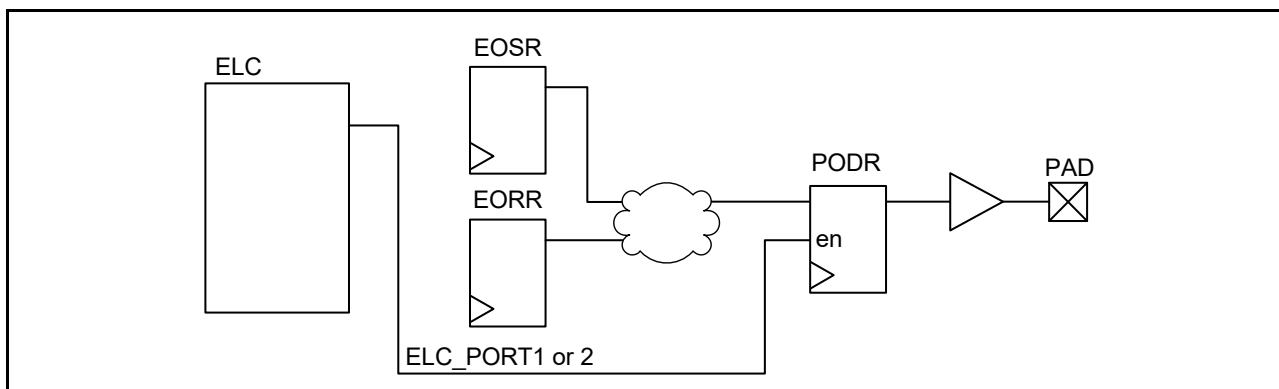 ELC
EOSR
EORR
PODR
en
PAD
ELC_PORT1 or 2